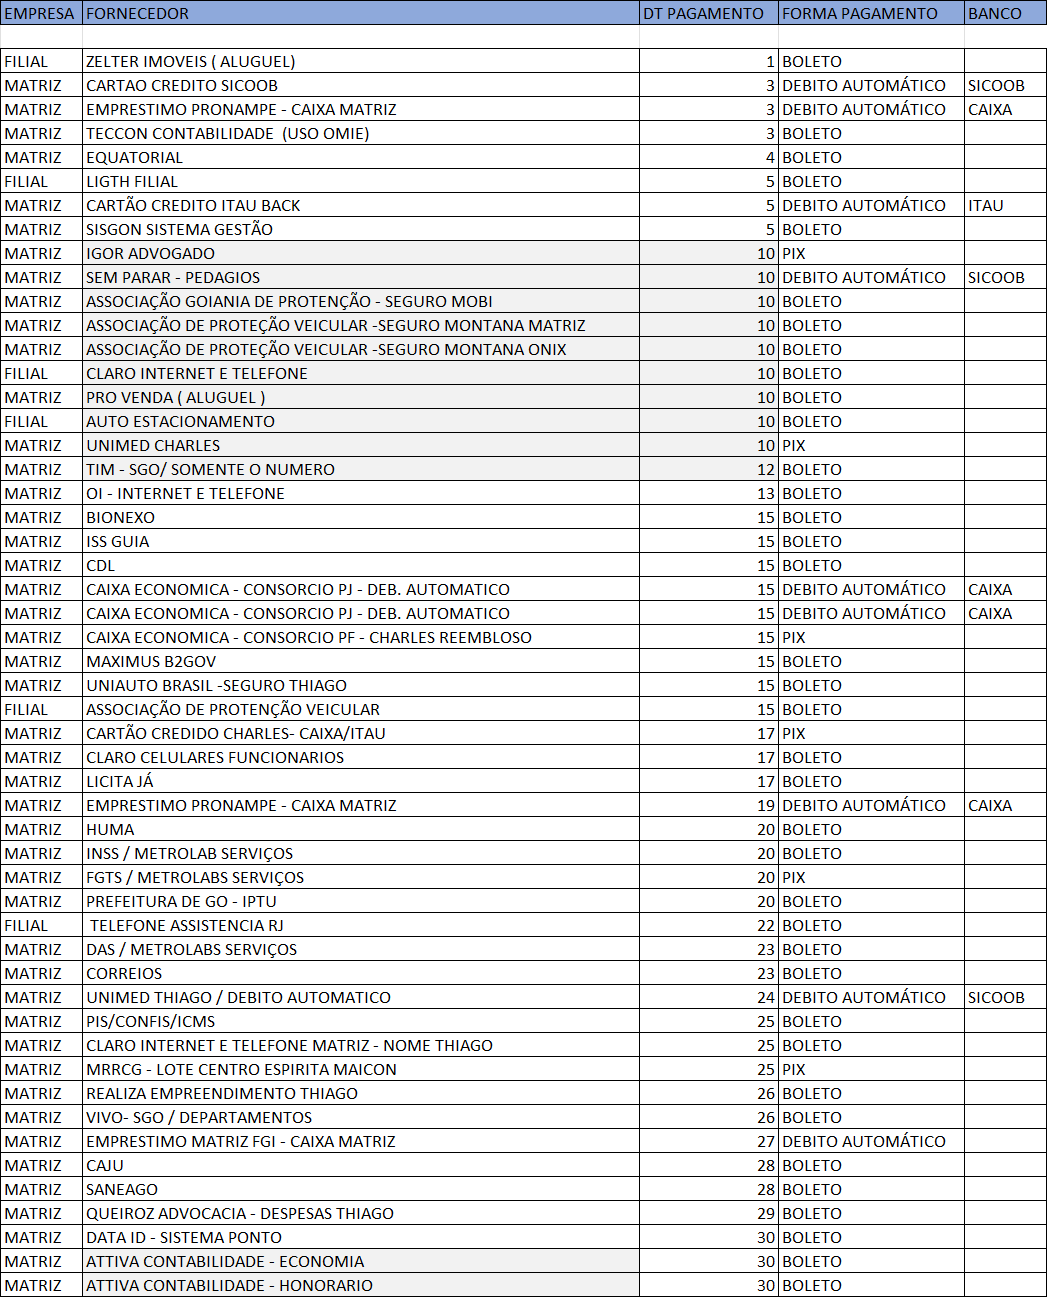 EMPRESA FORNECEDOR DT PAGAMENTO FORMA PAGAMENTO BANCO
FILIAL ZELTER IMOVEIS ( ALUGUEL) 1 BOLETO
MATRIZ CARTAO CREDITO SICOOB 3 DEBITO AUTOMÁTICO SICOOB
MATRIZ EMPRESTIMO PRONAMPE - CAIXA MATRIZ 3 DEBITO AUTOMÁTICO CAIXA
MATRIZ TECCON CONTABILIDADE (USO OMIE) 3 BOLETO
MATRIZ EQUATORIAL 4 BOLETO
FILIAL LIGTH FILIAL 5 BOLETO
MATRIZ CARTÃO CREDITO ITAU BACK 5 DEBITO AUTOMÁTICO ITAU
MATRIZ SISGON SISTEMA GESTÃO 5 BOLETO
MATRIZ IGOR ADVOGADO 10 PIX
MATRIZ SEM PARAR - PEDAGIOS 10 DEBITO AUTOMÁTICO SICOOB
MATRIZ ASSOCIAÇÃO GOIANIA DE PROTENÇÃO - SEGURO MOBI 10 BOLETO
MATRIZ ASSOCIAÇÃO DE PROTEÇÃO VEICULAR -SEGURO MONTANA MATRIZ 10 BOLETO
MATRIZ ASSOCIAÇÃO DE PROTEÇÃO VEICULAR -SEGURO MONTANA ONIX 10 BOLETO
FILIAL CLARO INTERNET E TELEFONE 10 BOLETO
MATRIZ PRO VENDA ( ALUGUEL ) 10 BOLETO
FILIAL AUTO ESTACIONAMENTO 10 BOLETO
MATRIZ UNIMED CHARLES 10 PIX
MATRIZ TIM - SGO/ SOMENTE O NUMERO 12 BOLETO
MATRIZ OI - INTERNET E TELEFONE 13 BOLETO
MATRIZ BIONEXO 15 BOLETO
MATRIZ ISS GUIA 15 BOLETO
MATRIZ CDL 15 BOLETO
MATRIZ CAIXA ECONOMICA - CONSORCIO PJ - DEB. AUTOMATICO 15 DEBITO AUTOMÁTICO CAIXA
MATRIZ CAIXA ECONOMICA - CONSORCIO PJ - DEB. AUTOMATICO 15 DEBITO AUTOMÁTICO CAIXA
MATRIZ CAIXA ECONOMICA - CONSORCIO PF - CHARLES REEMBLOSO 15 PIX
MATRIZ MAXIMUS B2GOV 15 BOLETO
MATRIZ UNIAUTO BRASIL -SEGURO THIAGO 15 BOLETO
FILIAL ASSOCIAÇÃO DE PROTENÇÃO VEICULAR 15 BOLETO
MATRIZ CARTÃO CREDIDO CHARLES- CAIXA/ITAU 17 PIX
MATRIZ CLARO CELULARES FUNCIONARIOS 17 BOLETO
MATRIZ LICITA JÁ 17 BOLETO
MATRIZ EMPRESTIMO PRONAMPE - CAIXA MATRIZ 19 DEBITO AUTOMÁTICO CAIXA
MATRIZ HUMA 20 BOLETO
MATRIZ INSS / METROLAB SERVIÇOS 20 BOLETO
MATRIZ FGTS / METROLABS SERVIÇOS 20 PIX
MATRIZ PREFEITURA DE GO - IPTU 20 BOLETO
FILIAL TELEFONE ASSISTENCIA RJ 22 BOLETO
MATRIZ DAS / METROLABS SERVIÇOS 23 BOLETO
MATRIZ CORREIOS 23 BOLETO
MATRIZ UNIMED THIAGO / DEBITO AUTOMATICO 24 DEBITO AUTOMÁTICO SICOOB
MATRIZ PIS/CONFIS/ICMS 25 BOLETO
MATRIZ CLARO INTERNET E TELEFONE MATRIZ - NOME THIAGO 25 BOLETO
MATRIZ MRRCG - LOTE CENTRO ESPIRITA MAICON 25 PIX
MATRIZ REALIZA EMPREENDIMENTO THIAGO 26 BOLETO
MATRIZ VIVO- SGO / DEPARTAMENTOS 26 BOLETO
MATRIZ EMPRESTIMO MATRIZ FGI - CAIXA MATRIZ 27 DEBITO AUTOMÁTICO
MATRIZ CAJU 28 BOLETO
MATRIZ SANEAGO 28 BOLETO
MATRIZ QUEIROZ ADVOCACIA - DESPESAS THIAGO 29 BOLETO
MATRIZ DATA ID - SISTEMA PONTO 30 BOLETO
MATRIZ ATTIVA CONTABILIDADE - ECONOMIA 30 BOLETO
MATRIZ ATTIVA CONTABILIDADE - HONORARIO 30 BOLETO